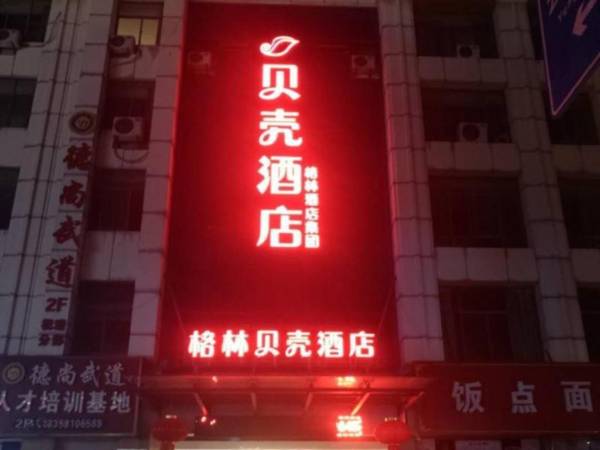 贝壳酒店
格林酒店集团
格林贝壳酒店
德尚武道
2F
德尚武道
人才培训基地
饭点面